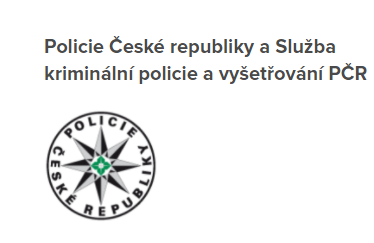 Policie České republiky a Služba
kriminální policie a vyšetřování PČR
POLICIE
ČESKÉ REPUBLIKY